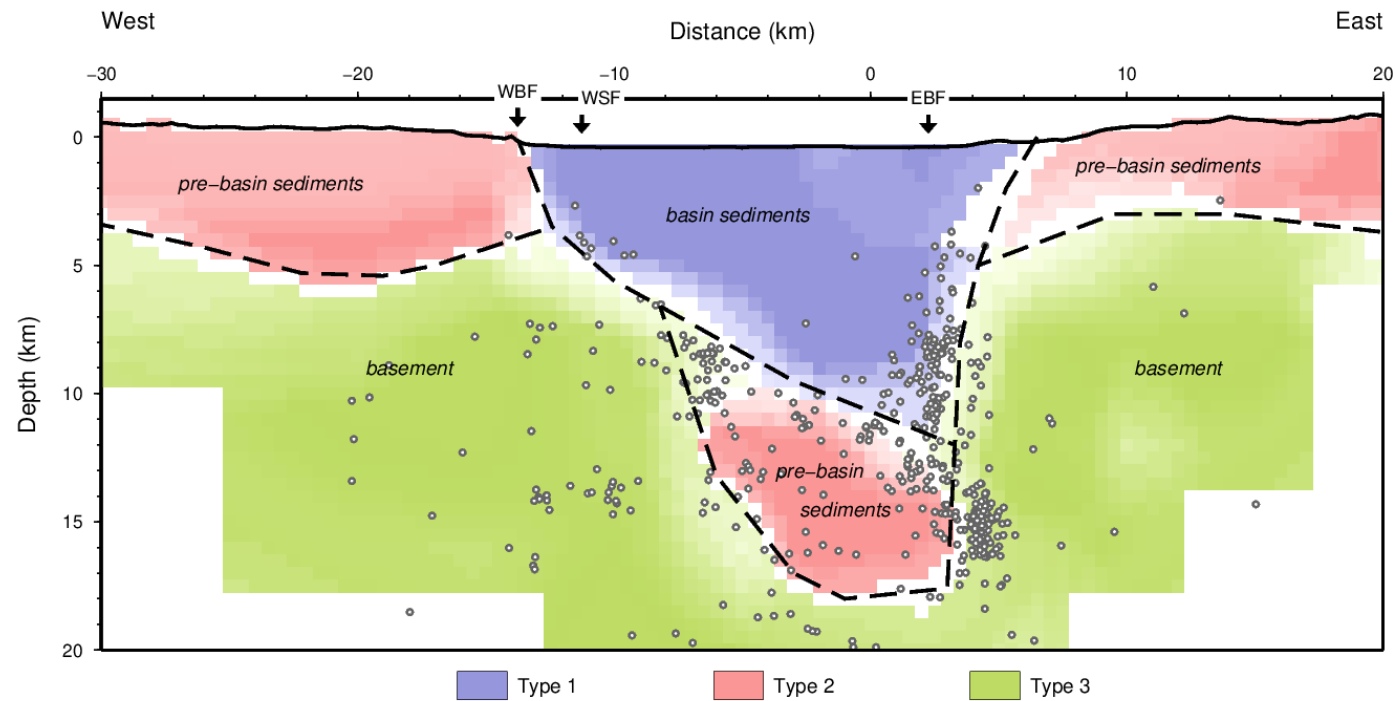 West
East
Distance (km)
−30 −20 −10 0 10 20
WBF WSF EBF
0
5
10
15
20
Depth (km)
pre−basin sediments
pre−basin sediments
basin sediments
basement
basement
pre−basin
sediments
Type 1 Type 2 Type 3